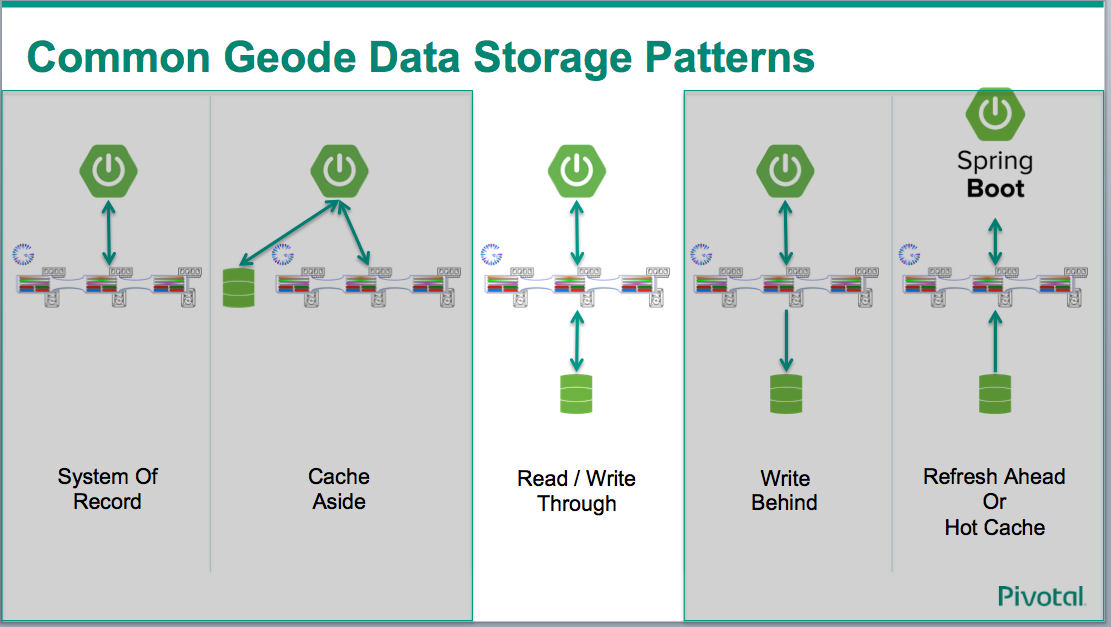 Common Geode Data Storage Patterns
Spring
Boot
System Of
Record
Cache
Aside
Read / Write
Through
Write
Behind
Refresh Ahead
Or
Hot Cache
Pivotal